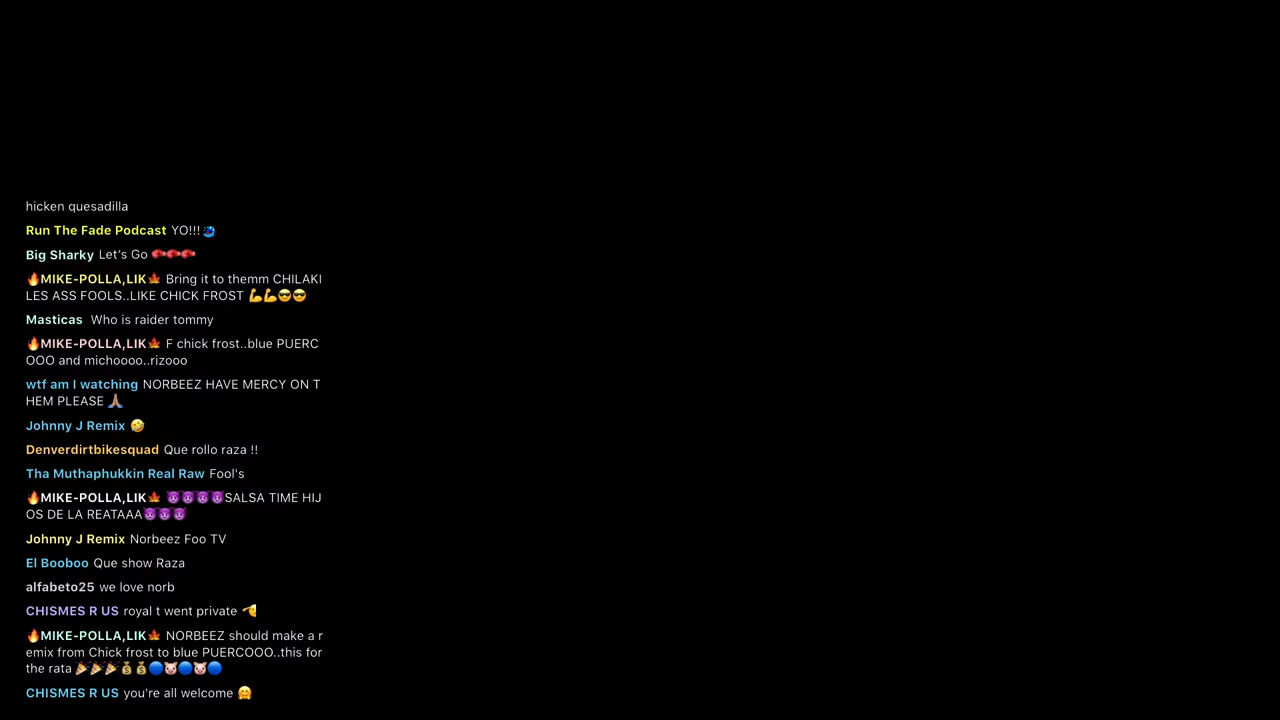 hicken quesadilla
Run The Fade Podcast YO!!!
Big Sharky Let's Go 🥊🥊🥊
🔥MIKE-POLLA,LIK🍁 Bring it to themm CHILAKI
LES ASS FOOLS..LIKE CHICK FROST 💪💪😎😎
Masticas Who is raider tommy
🔥MIKE-POLLA,LIK🍁 F chick frost..blue PUERC
OOO and michoooo..rizooo
wtf am I watching NORBEEZ HAVE MERCY ON T
HEM PLEASE 🙏🏽
Johnny J Remix 🤣
Denverdirtbikesquad Que rollo raza !!
Tha Muthaphukkin Real Raw Fool's
🔥MIKE-POLLA,LIK🍁 😈😈😈😈SALSA TIME HIJ
OS DE LA REATAAA😈😈😈
Johnny J Remix Norbeez Foo TV
El Booboo Que show Raza
alfabeto25 we love norb
CHISMES R US royal t went private 🫡
🔥MIKE-POLLA,LIK🍁 NORBEEZ should make a r
emix from Chick frost to blue PUERCOOO..this for
the rata 🎉🎉🎉💰💰🔵🐷🔵🐷🔵
CHISMES R US you're all welcome 🤗